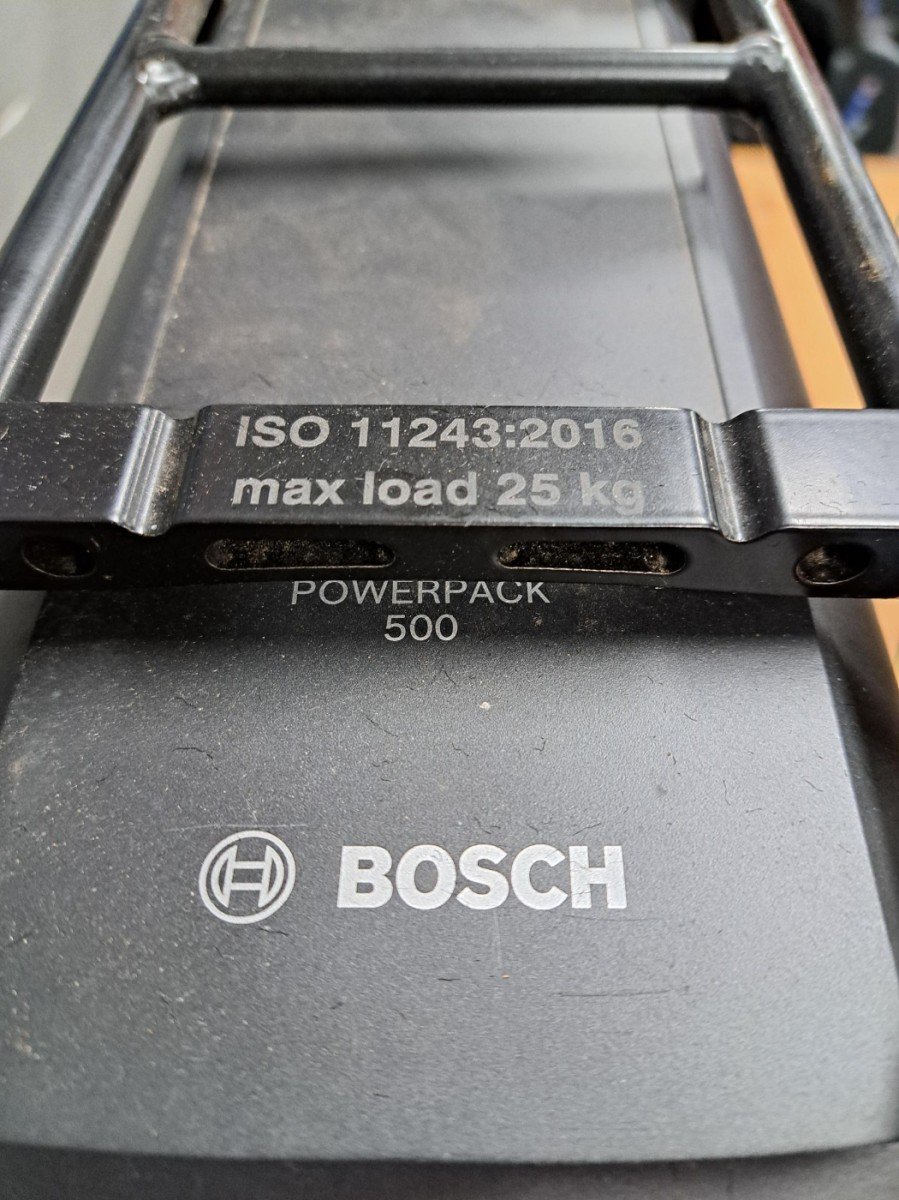 ISO 11243:2016
max load 25 kg
POWERPACK
500
BOSCH